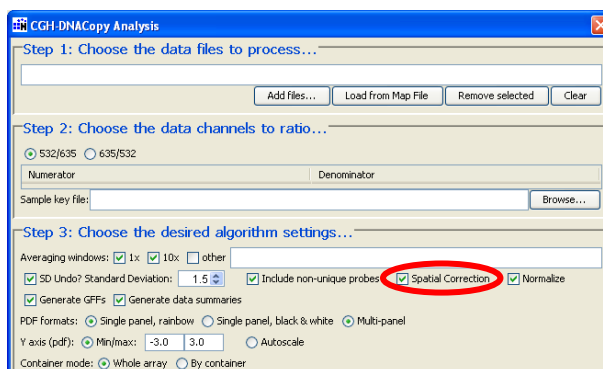 CGH-DNACopy Analysis
Step 1: Choose the data files to process...
Add files... Load from Map File Remove selected Clear
Step 2: Choose the data channels to ratio...
532/635 635/532
Numerator Denominator
Sample key file: Browse...
Step 3: Choose the desired algorithm settings...
Averaging windows: 1x 10x other
SD Undo? Standard Deviation: 1.5 Include non-unique probes Spatial Correction Normalize
Generate GFFs Generate data summaries
PDF formats: Single panel, rainbow Single panel, black & white Multi-panel
Y axis (pdf): Min/max: -3.0 3.0 Autoscale
Container mode: Whole array By container